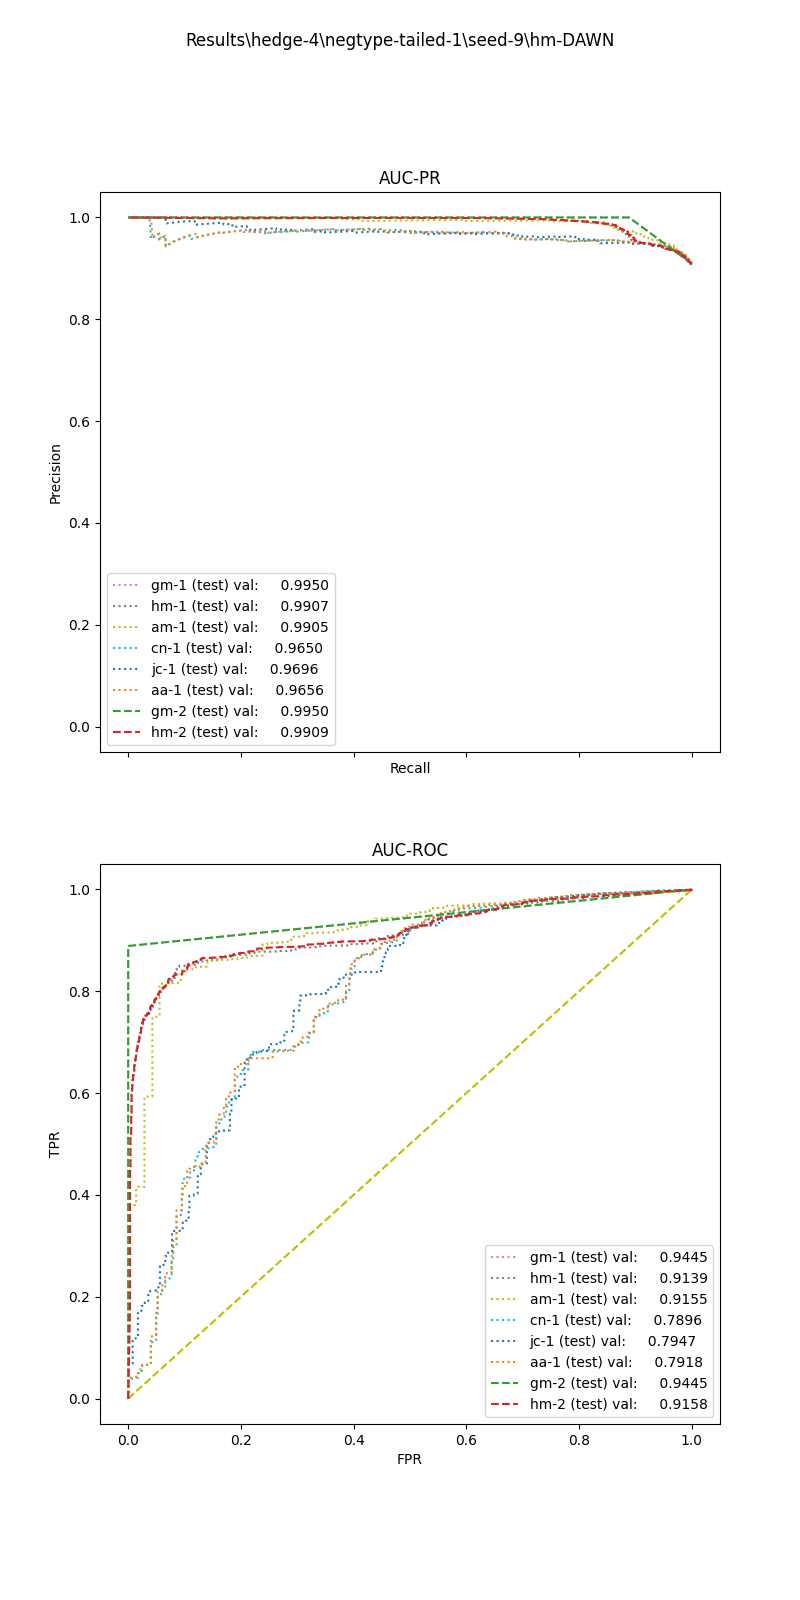 Results\hedge-4\negtype-tailed-1\seed-9\hm-DAWN
AUC-PR
1.0
0.8
0.6
0.4
0.2
0.0
Precision
gm-1 (test) val: 0.9950
hm-1 (test) val: 0.9907
am-1 (test) val: 0.9905
cn-1 (test) val: 0.9650
jc-1 (test) val: 0.9696
aa-1 (test) val: 0.9656
gm-2 (test) val: 0.9950
hm-2 (test) val: 0.9909
Recall
AUC-ROC
1.0
0.8
0.6
0.4
0.2
0.0
TPR
gm-1 (test) val: 0.9445
hm-1 (test) val: 0.9139
am-1 (test) val: 0.9155
cn-1 (test) val: 0.7896
jc-1 (test) val: 0.7947
aa-1 (test) val: 0.7918
gm-2 (test) val: 0.9445
hm-2 (test) val: 0.9158
0.0 0.2 0.4 0.6 0.8 1.0
FPR